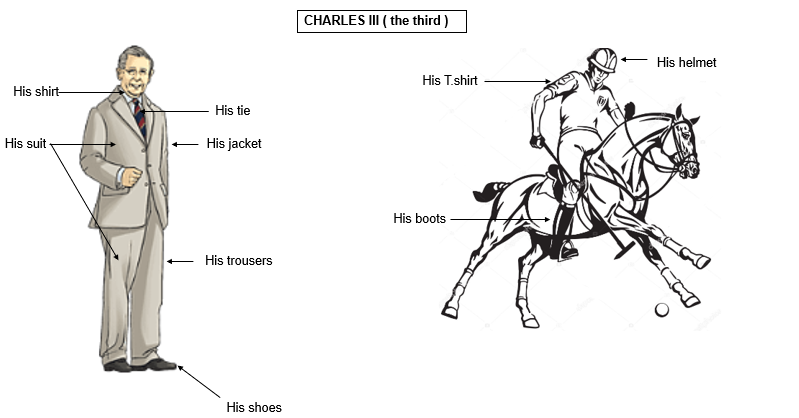 CHARLES III ( the third )
His shirt
His tie
His suit
His jacket
His trousers
His shoes
His helmet
His T.shirt
His boots